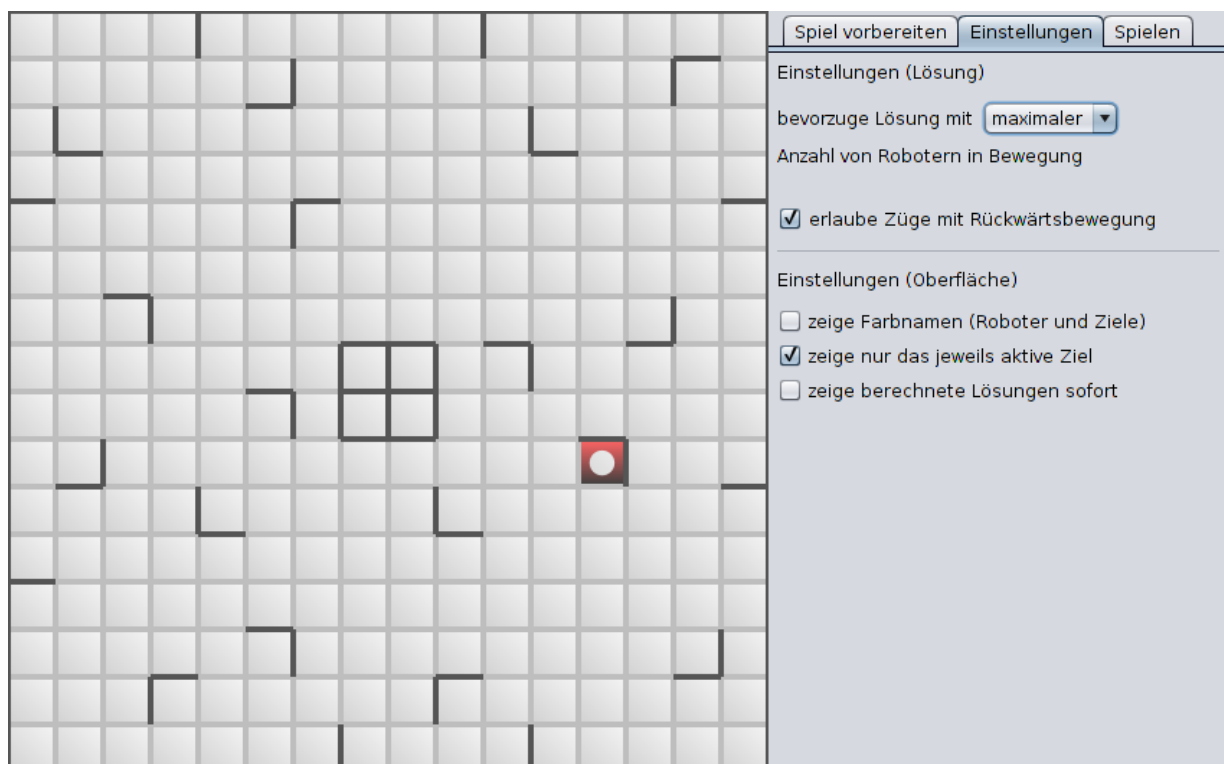 Spiel vorbereiten Einstellungen Spielen
Einstellungen (Lösung)
bevorzuge Lösung mit maximaler
Anzahl von Robotern in Bewegung
erlaube Züge mit Rückwärtsbewegung
Einstellungen (Oberfläche)
zeige Farbnamen (Roboter und Ziele)
zeige nur das jeweils aktive Ziel
zeige berechnete Lösungen sofort